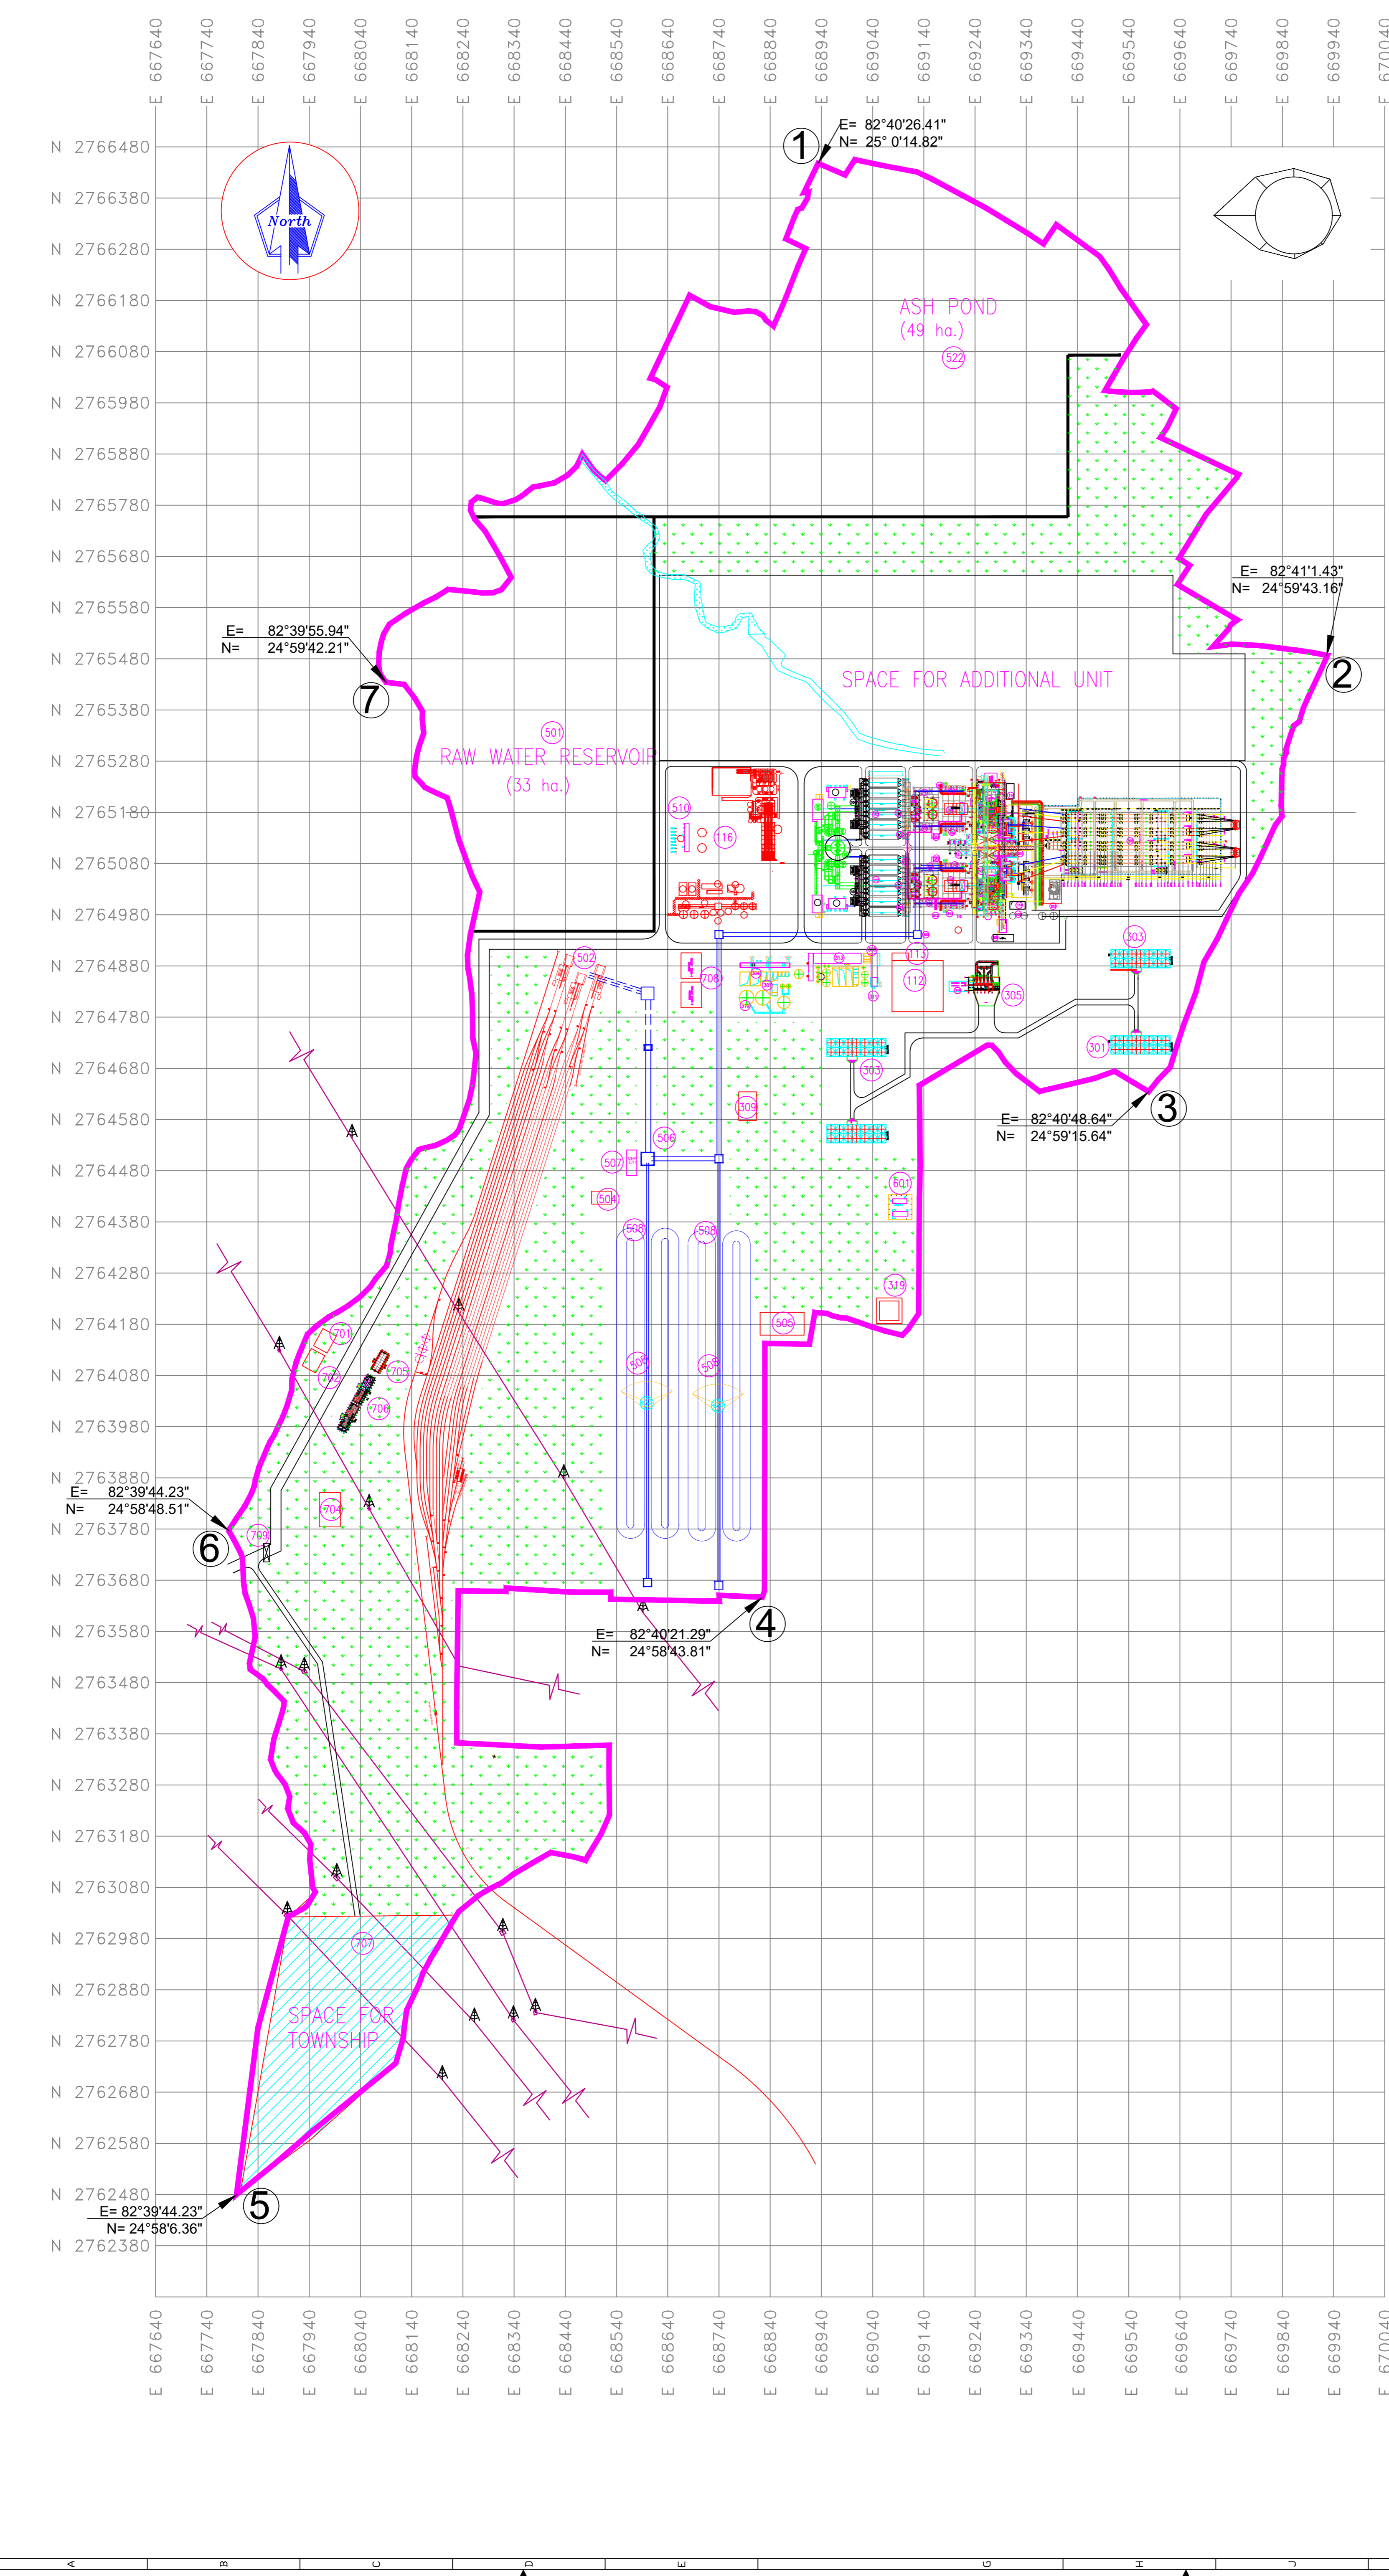 E 667640
E 667740
E 667840
E 667940
E 668040
E 668140
E 668240
E 668340
E 668440
E 668540
E 668640
E 668740
E 668840
E 668940
E 669040
E 669140
E 669240
E 669340
E 669440
E 669540
E 669640
E 669740
E 669840
E 669940
E 670040
N 2766480
N 2766380
N 2766280
N 2766180
N 2766080
N 2765980
N 2765880
N 2765780
N 2765680
N 2765580
N 2765480
N 2765380
N 2765280
N 2765180
N 2765080
N 2764980
N 2764880
N 2764780
N 2764680
N 2764580
N 2764480
N 2764380
N 2764280
N 2764180
N 2764080
N 2763980
N 2763880
N 2763780
N 2763680
N 2763580
N 2763480
N 2763380
N 2763280
N 2763180
N 2763080
N 2762980
N 2762880
N 2762780
N 2762680
N 2762580
N 2762480
N 2762380
North
1
E= 82°40'26.41"
N= 25° 0'14.82"
ASH POND
(49 ha.)
522
E= 82°41'1.43"
N= 24°59'43.16"
2
E= 82°39'55.94"
N= 24°59'42.21"
7
SPACE FOR ADDITIONAL UNIT
501
RAW WATER RESERVOIR
(33 ha.)
510
116
303
113
502
708
112
305
301
303
309
E= 82°40'48.64"
N= 24°59'15.64"
3
506
507
504
601
508
508
319
505
701
702
705
706
508
508
E= 82°39'44.23"
N= 24°58'48.51"
6
704
709
E= 82°40'21.29"
N= 24°58'43.81"
4
707
SPACE FOR
TOWNSHIP
E= 82°39'44.23"
N= 24°58'6.36"
5
E 667640
E 667740
E 667840
E 667940
E 668040
E 668140
E 668240
E 668340
E 668440
E 668540
E 668640
E 668740
E 668840
E 668940
E 669040
E 669140
E 669240
E 669340
E 669440
E 669540
E 669640
E 669740
E 669840
E 669940
E 670040
A
B
C
D
E
G
H
J